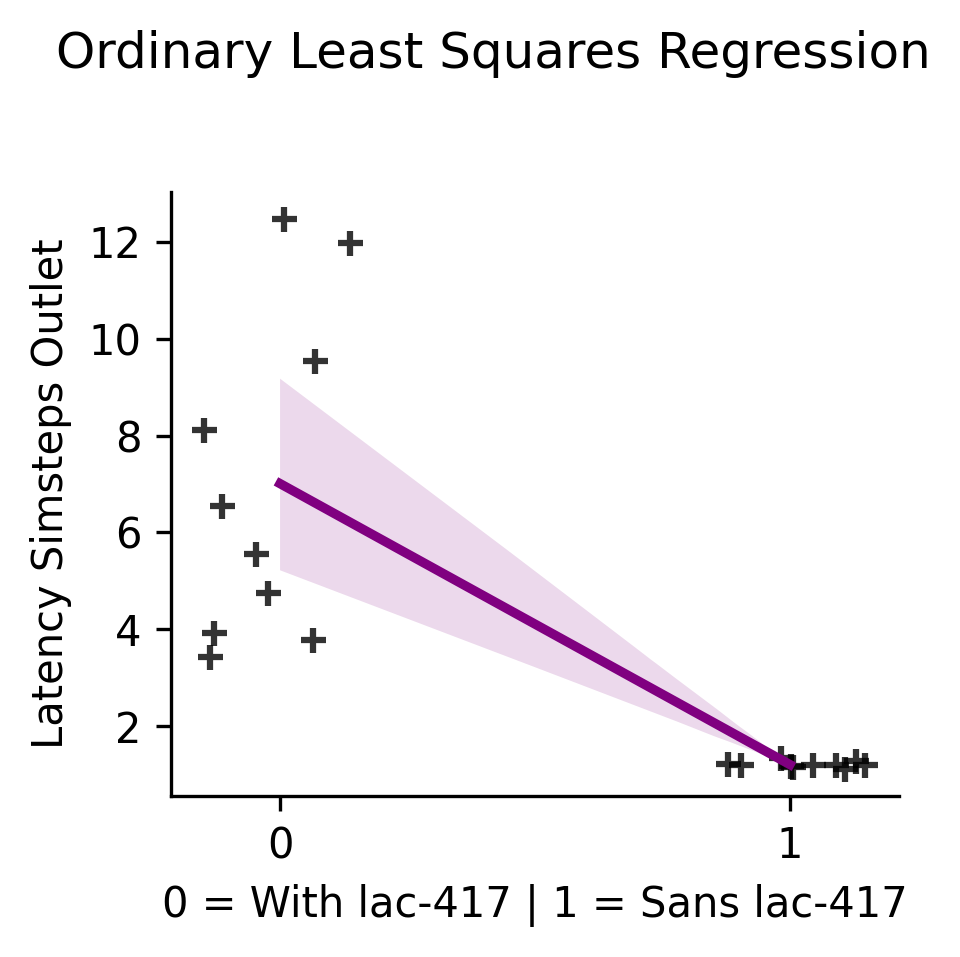 Ordinary Least Squares Regression
Latency Simsteps Outlet
12
10
8
6
4
2
0
1
0 = With lac-417 | 1 = Sans lac-417